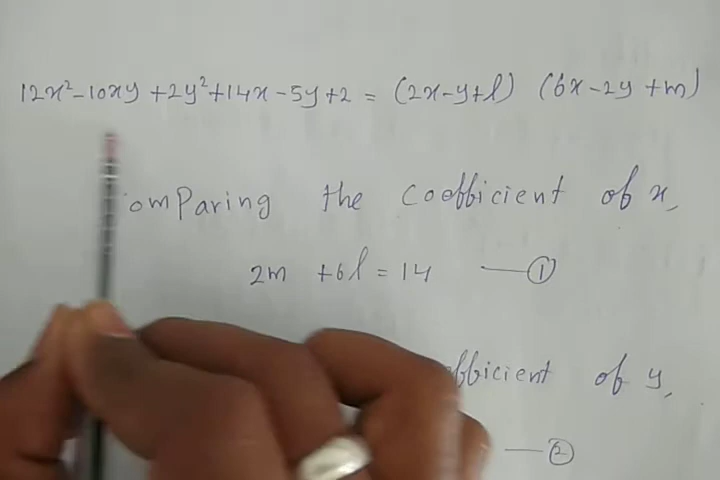 12x² - 10xy + 2y² + 14x - 5y + 2 = (2x - y + l) (6x - 2y + m)
omparing the coefficient of x,
2m + 6l = 14 —①
efficient of y,
—②